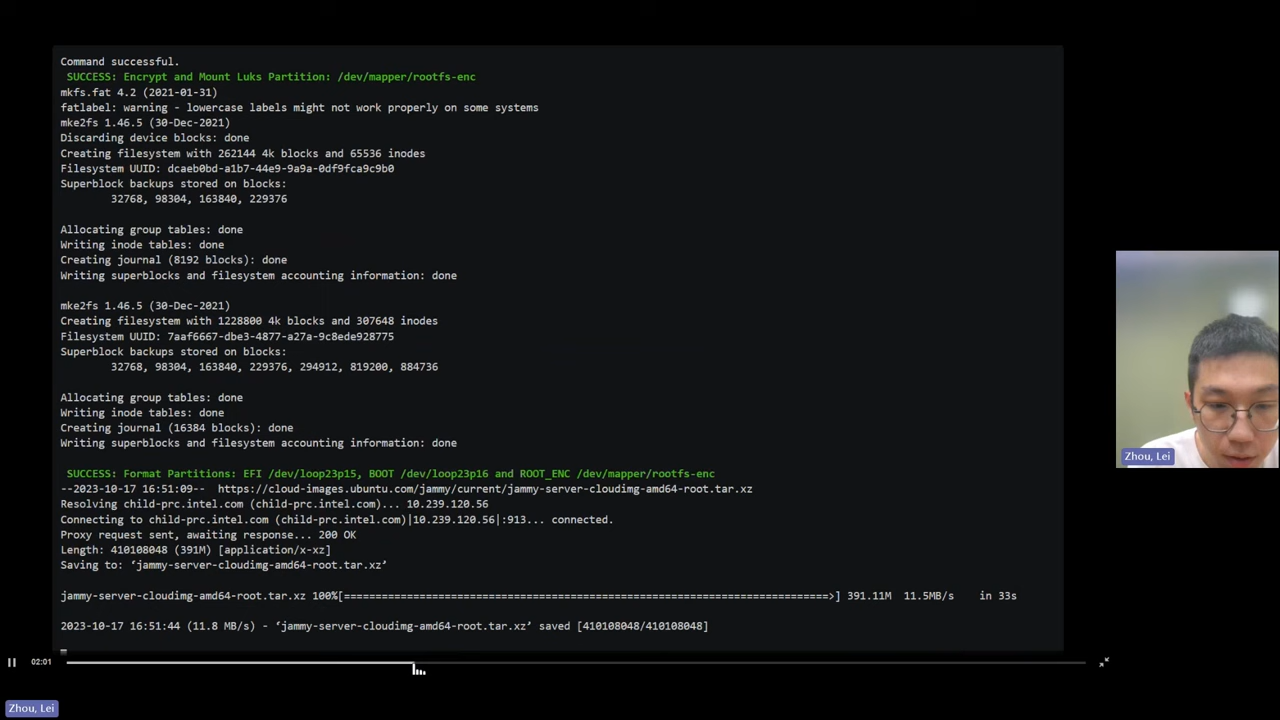 Command successful.
SUCCESS: Encrypt and Mount Luks Partition: /dev/mapper/rootfs-enc
mkfs.fat 4.2 (2021-01-31)
fatlabel: warning - lowercase labels might not work properly on some systems
mke2fs 1.46.5 (30-Dec-2021)
Discarding device blocks: done
Creating filesystem with 262144 4k blocks and 65536 inodes
Filesystem UUID: dcaeb0bd-a1b7-44e9-9a9a-0df9fca9c9b0
Superblock backups stored on blocks:
32768, 98304, 163840, 229376
Allocating group tables: done
Writing inode tables: done
Creating journal (8192 blocks): done
Writing superblocks and filesystem accounting information: done
mke2fs 1.46.5 (30-Dec-2021)
Creating filesystem with 1228800 4k blocks and 307648 inodes
Filesystem UUID: 7aaf6667-dbe3-4877-a27a-9c8ede928775
Superblock backups stored on blocks:
32768, 98304, 163840, 229376, 294912, 819200, 884736
Allocating group tables: done
Writing inode tables: done
Creating journal (16384 blocks): done
Writing superblocks and filesystem accounting information: done
SUCCESS: Format Partitions: EFI /dev/loop23p15, BOOT /dev/loop23p16 and ROOT_ENC /dev/mapper/rootfs-enc
--2023-10-17 16:51:09--  https://cloud-images.ubuntu.com/jammy/current/jammy-server-cloudimg-amd64-root.tar.xz
Resolving child-prc.intel.com (child-prc.intel.com)... 10.239.120.56
Connecting to child-prc.intel.com (child-prc.intel.com)|10.239.120.56|:913... connected.
Proxy request sent, awaiting response... 200 OK
Length: 410108048 (391M) [application/x-xz]
Saving to: ‘jammy-server-cloudimg-amd64-root.tar.xz’
jammy-server-cloudimg-amd64-root.tar.xz 100%[=============================================================================>] 391.11M  11.5MB/s    in 33s
2023-10-17 16:51:44 (11.8 MB/s) - ‘jammy-server-cloudimg-amd64-root.tar.xz’ saved [410108048/410108048]
02:01
Zhou, Lei
Zhou, Lei